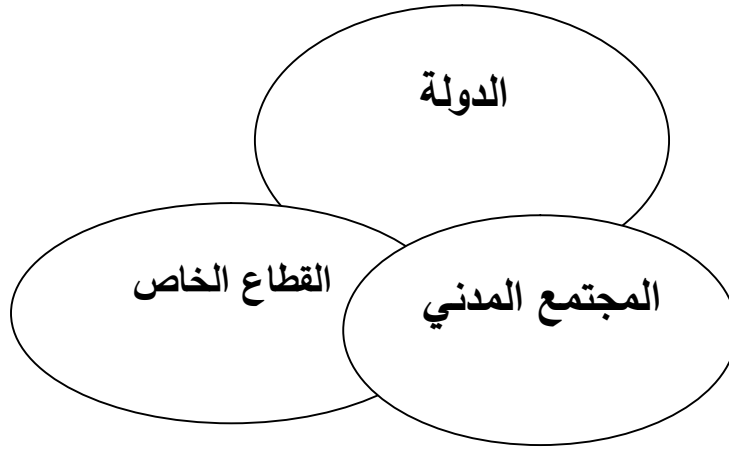 الدولة
القطاع الخاص
المجتمع المدني